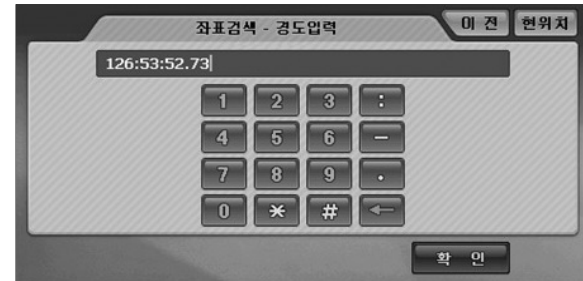 좌표검색 - 경도입력
이 전
현위치
126:53:52.73
1 2 3 :
4 5 6 -
7 8 9 .
0 * # ←
확 인